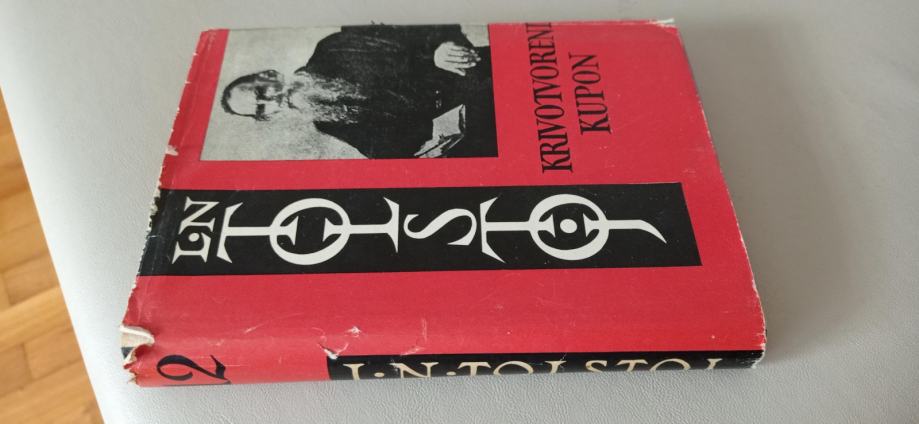 L·N
TOLSTOJ
KRIVOTVORENI
KUPON
12
L·N·TOLSTOJ